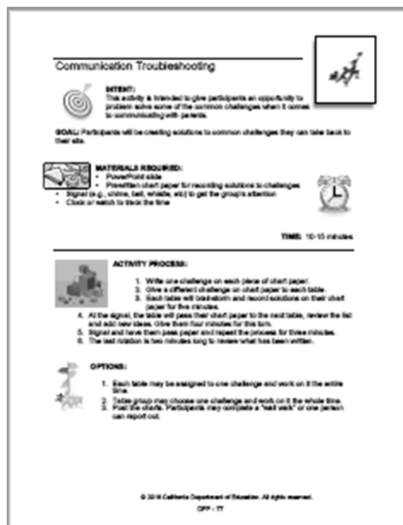 Communication Troubleshooting
INTENT:
This activity is intended to give participants an opportunity to
problem solve some of the common challenges when it comes
to communicating with parents.
GOAL: Participants will be creating solutions to common challenges they can take back to
their site.
MATERIALS REQUIRED:
• PowerPoint slide
• Prewritten chart paper for recording solutions to challenges
• Signal (e.g., chime, bell, whistle, etc) to get the group's attention
• Clock or watch to track the time
TIME: 10-15 minutes
ACTIVITY PROCESS:
1. Write one challenge on each piece of chart paper.
2. Give a different challenge on chart paper to each table.
3. Each table will brainstorm and record solutions on their chart
paper for five minutes.
4. At the signal, the table will pass their chart paper to the next table, review the list
and add new ideas. Give them four minutes for this turn.
5. Signal and have them pass paper and repeat the process for three minutes.
6. The last rotation is two minutes long to review what has been written.
OPTIONS:
1. Each table may be assigned to one challenge and work on it the entire
time.
2. Table group may choose one challenge and work on it the whole time.
3. Post the charts. Participants may complete a "wall walk" or one person
can report out.
© 2016 California Department of Education. All rights reserved.